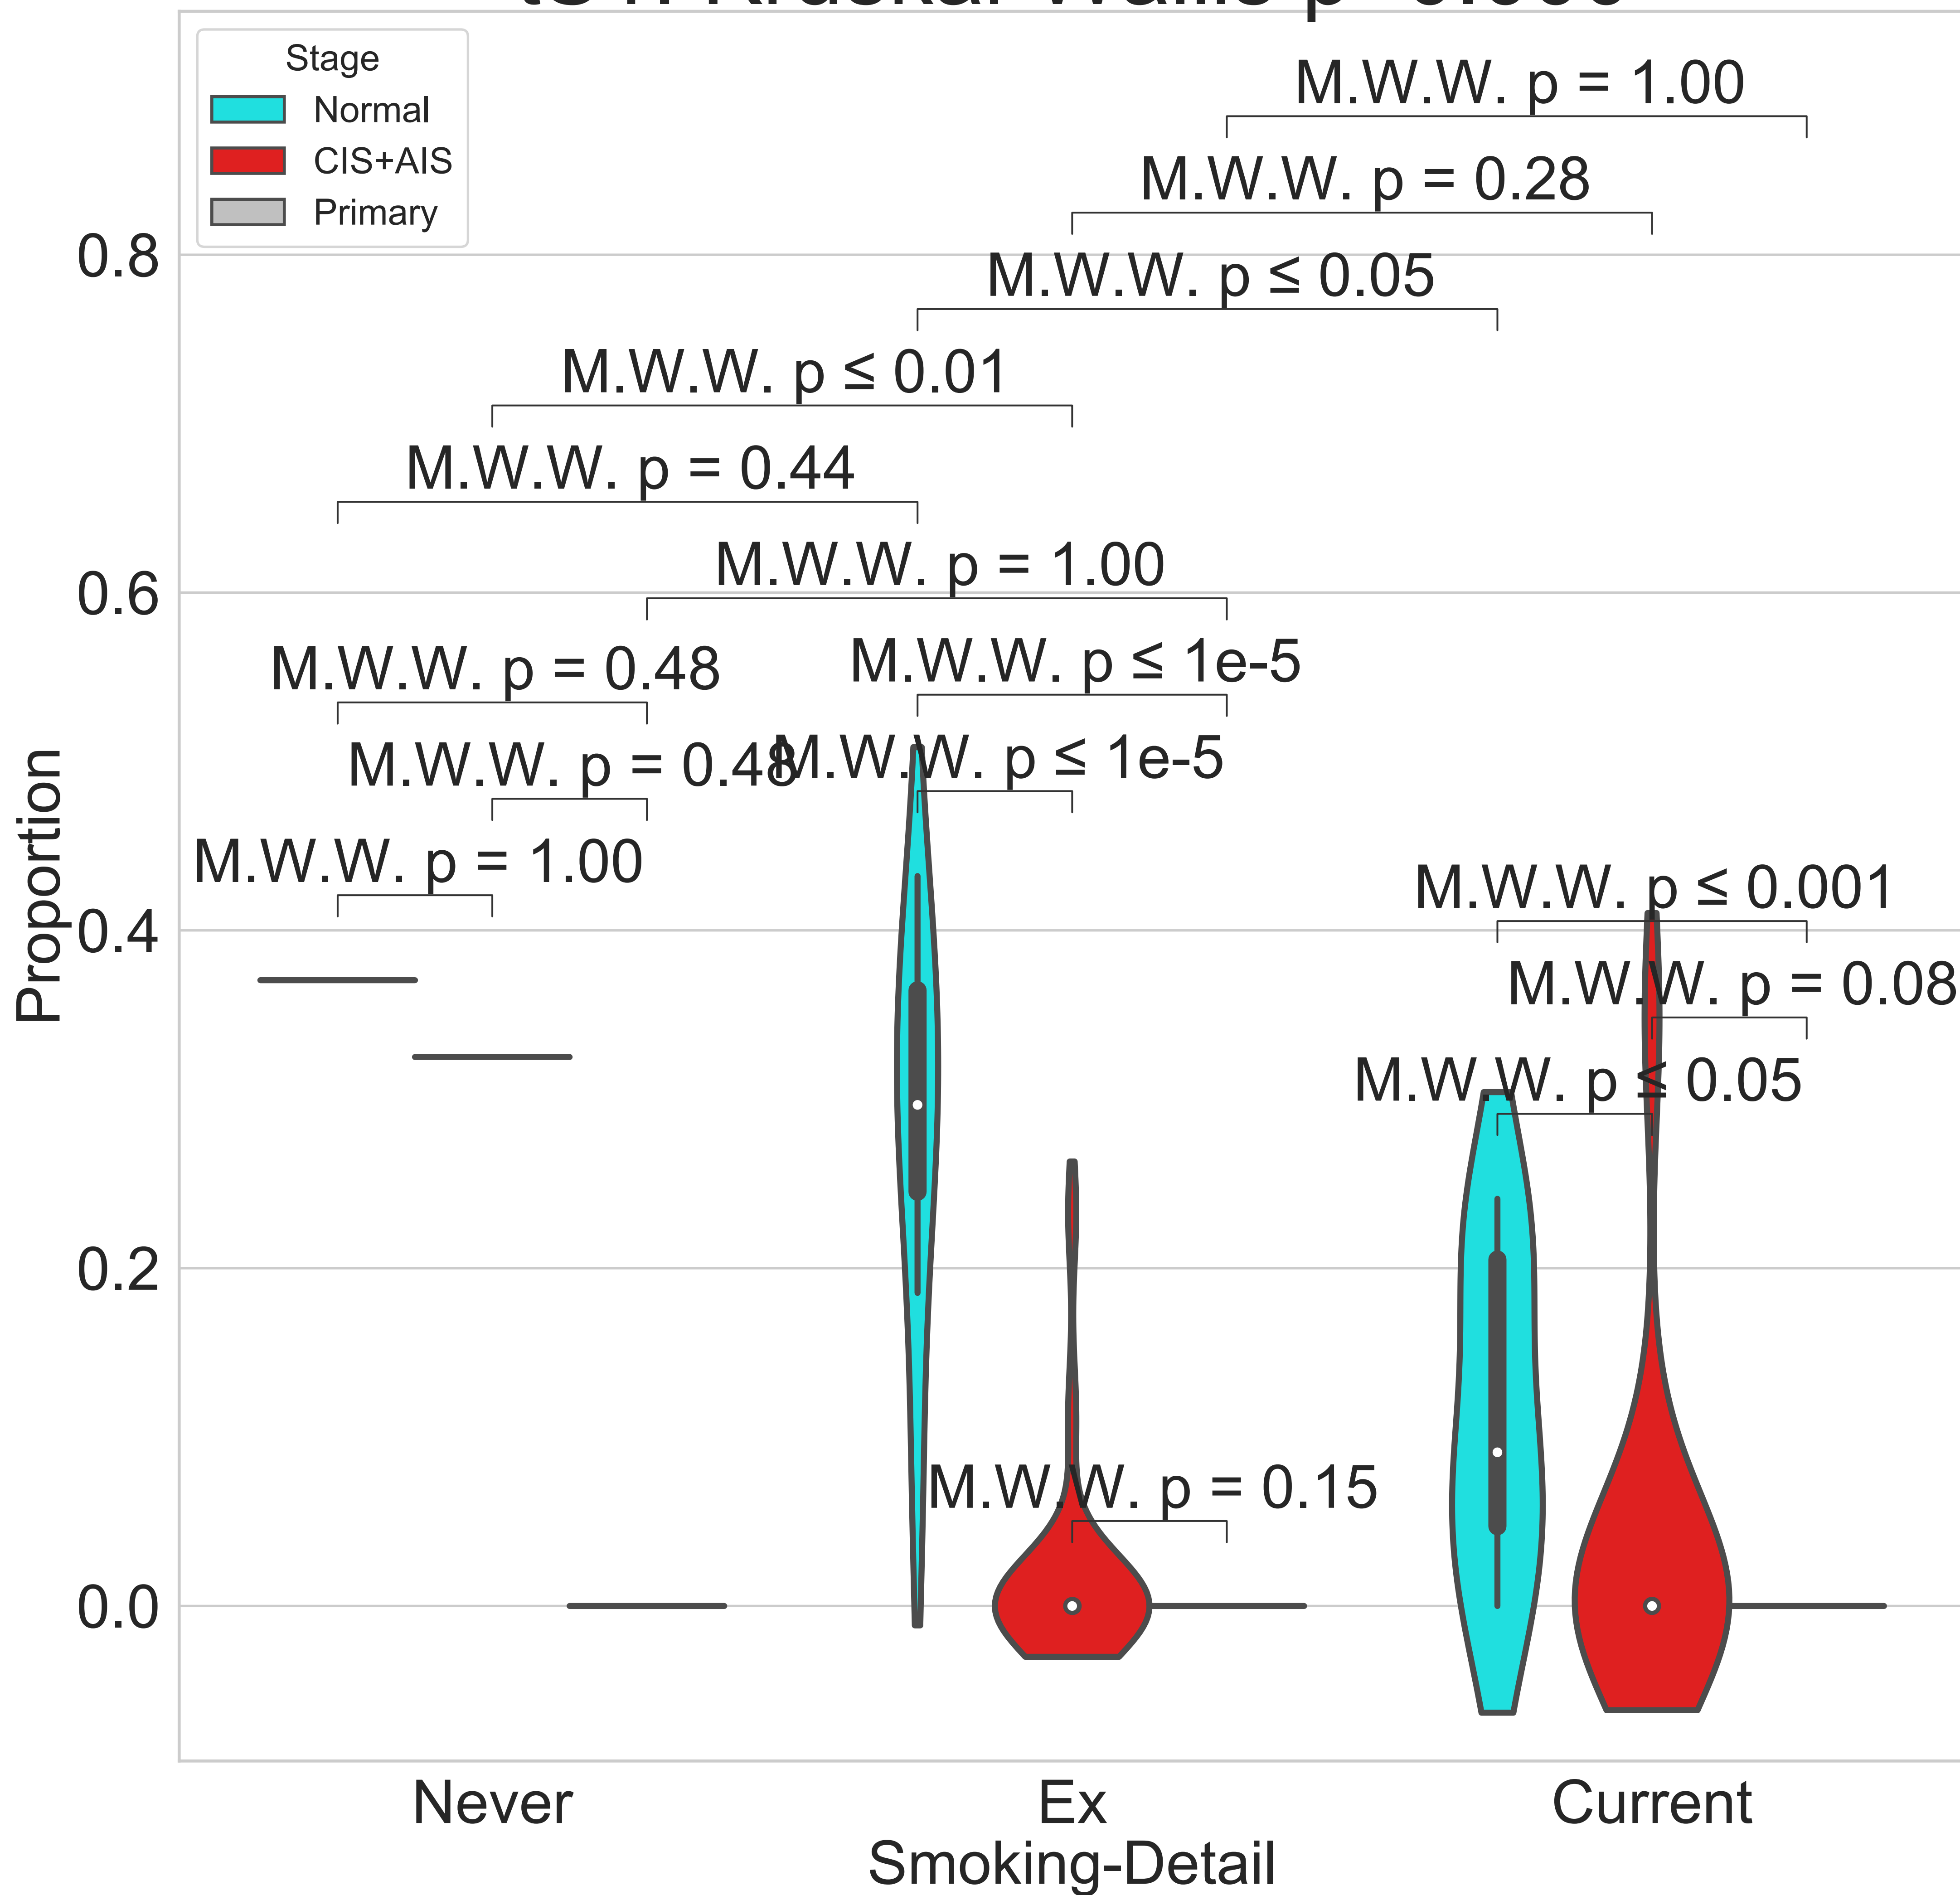 Stage
Normal
CIS+AIS
Primary
M.W.W. p = 1.00
M.W.W. p = 0.28
0.8
M.W.W. p ≤ 0.05
M.W.W. p ≤ 0.01
M.W.W. p = 0.44
M.W.W. p = 1.00
0.6
M.W.W. p = 0.48
M.W.W. p ≤ 1e-5
M.W.W. p = 0.48
M.W.W. p ≤ 1e-5
M.W.W. p = 1.00
M.W.W. p ≤ 0.001
0.4
M.W.W. p = 0.08
M.W.W. p ≤ 0.05
0.2
M.W.W. p = 0.15
0.0
Proportion
Never
Ex
Current
Smoking-Detail